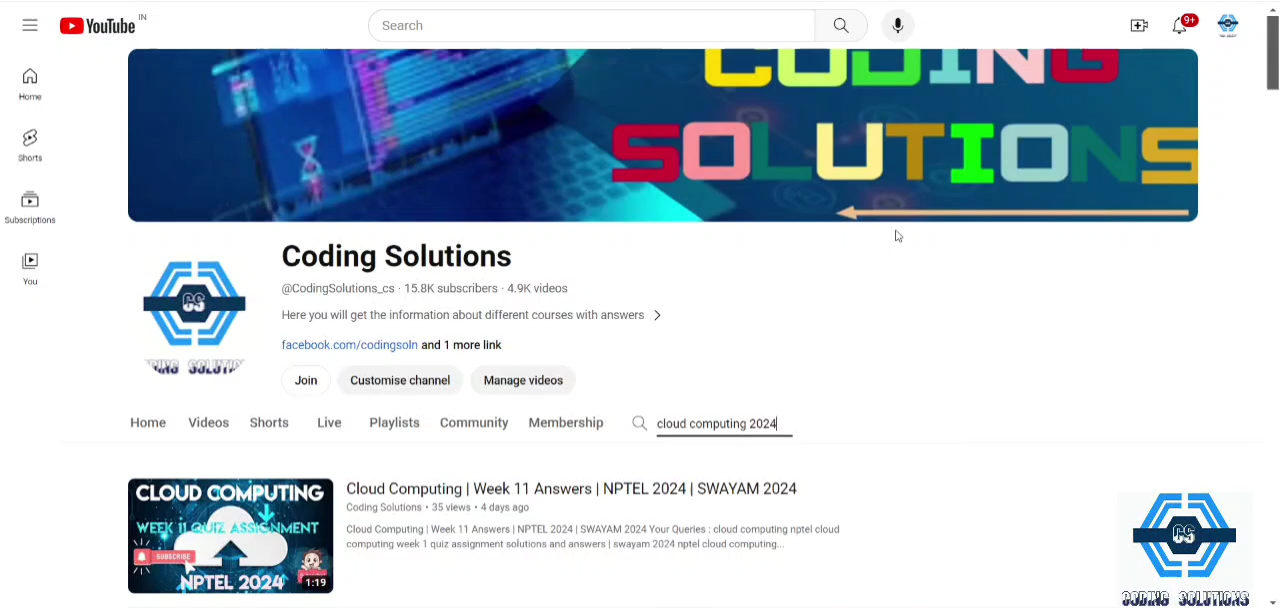 YouTube IN
Search
9+
CODING
SOLUTIONS
Home
Shorts
Subscriptions
You
CS
CODING SOLUTIONS
Coding Solutions
@CodingSolutions_cs · 15.8K subscribers · 4.9K videos
Here you will get the information about different courses with answers
facebook.com/codingsoln and 1 more link
Join Customise channel Manage videos
Home Videos Shorts Live Playlists Community Membership cloud computing 2024
CLOUD COMPUTING
WEEK 11 QUIZ ASSIGNMENT
SUBSCRIBE
NPTEL 2024
1:19
Cloud Computing | Week 11 Answers | NPTEL 2024 | SWAYAM 2024
Coding Solutions • 35 views • 4 days ago
Cloud Computing | Week 11 Answers | NPTEL 2024 | SWAYAM 2024 Your Queries : cloud computing nptel cloud
computing week 1 quiz assignment solutions and answers | swayam 2024 nptel cloud computing...
CS
CODING SOLUTIONS